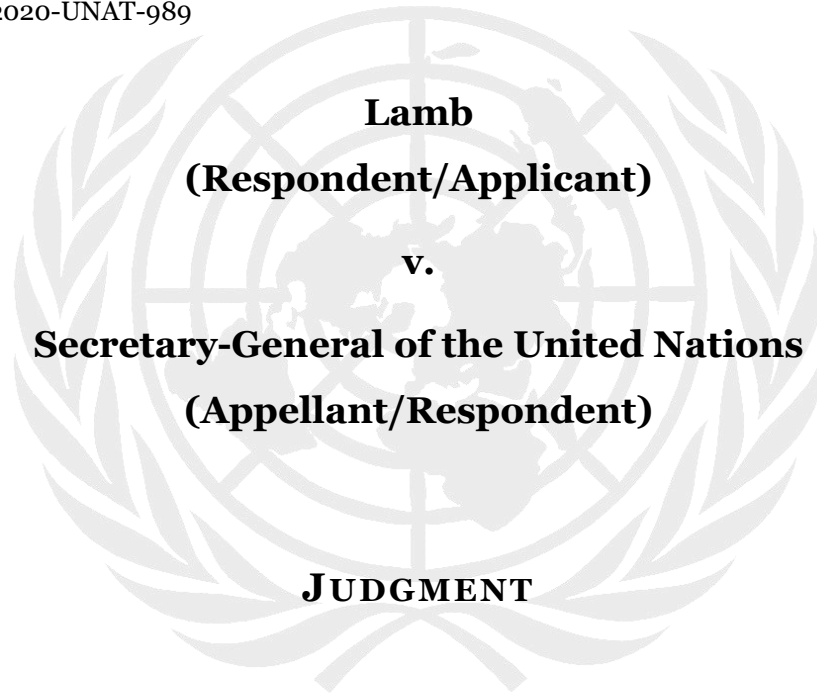 2020-UNAT-989
Lamb
(Respondent/Applicant)
v.
Secretary-General of the United Nations
(Appellant/Respondent)
JUDGMENT